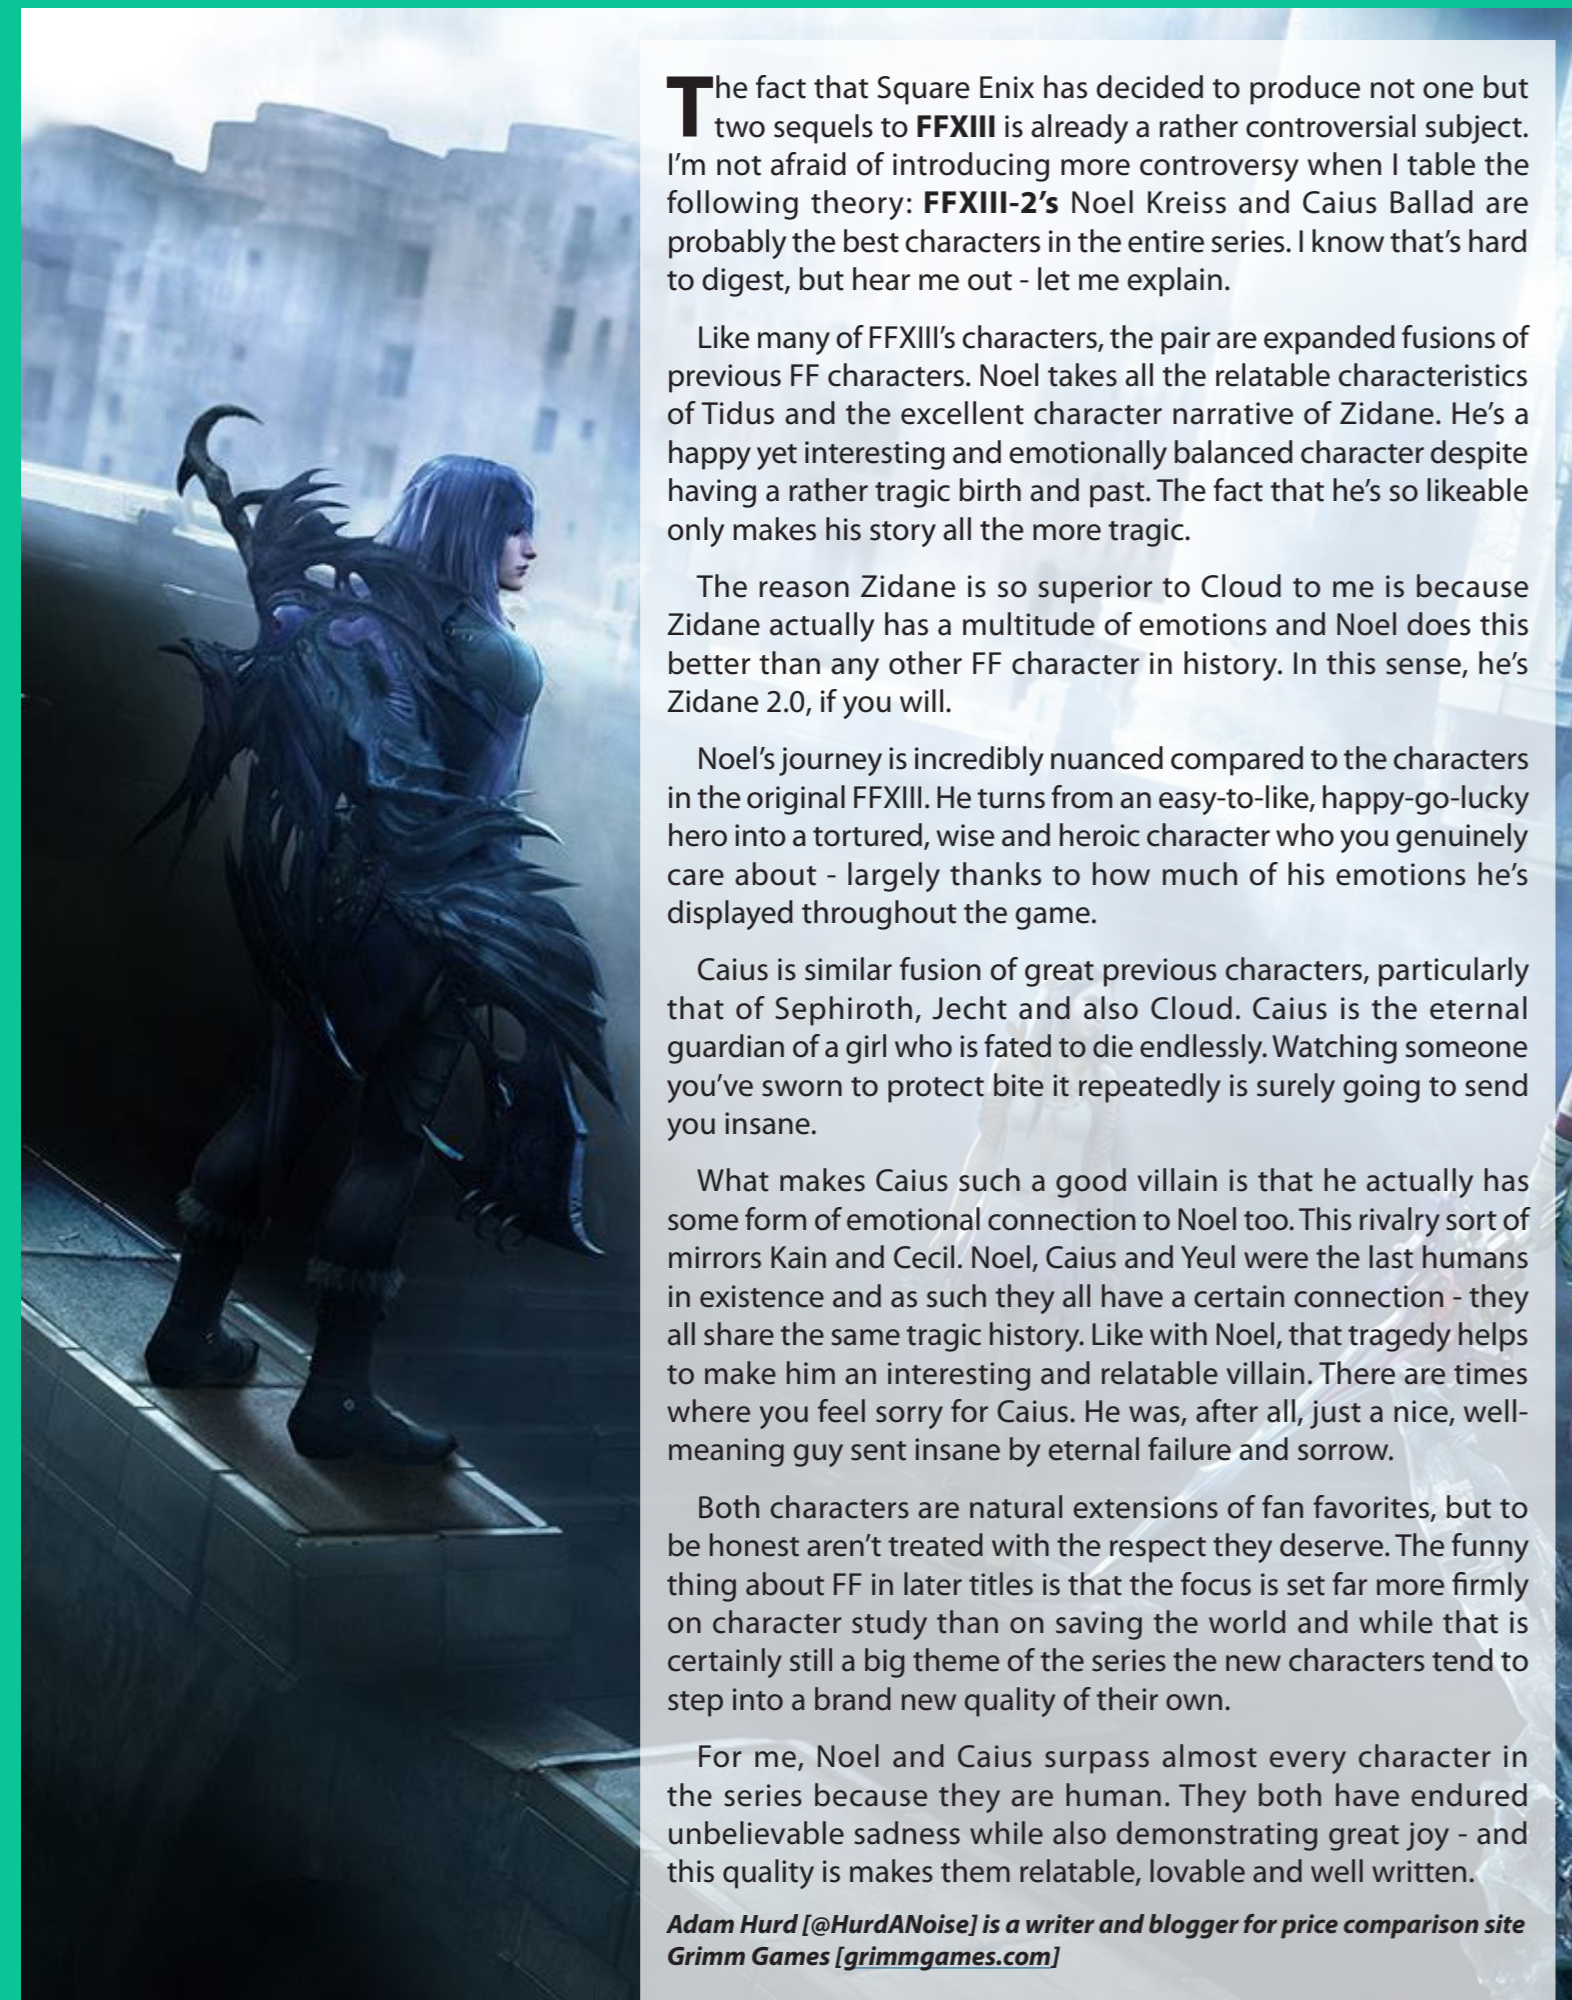 The fact that Square Enix has decided to produce not one but
two sequels to FFXIII is already a rather controversial subject.
I'm not afraid of introducing more controversy when I table the
following theory: FFXIII-2's Noel Kreiss and Caius Ballad are
probably the best characters in the entire series. I know that's hard
to digest, but hear me out - let me explain.
Like many of FFXIII's characters, the pair are expanded fusions of
previous FF characters. Noel takes all the relatable characteristics
of Tidus and the excellent character narrative of Zidane. He's a
happy yet interesting and emotionally balanced character despite
having a rather tragic birth and past. The fact that he's so likeable
only makes his story all the more tragic.
The reason Zidane is so superior to Cloud to me is because
Zidane actually has a multitude of emotions and Noel does this
better than any other FF character in history. In this sense, he's
Zidane 2.0, if you will.
Noel's journey is incredibly nuanced compared to the characters
in the original FFXIII. He turns from an easy-to-like, happy-go-lucky
hero into a tortured, wise and heroic character who you genuinely
care about - largely thanks to how much of his emotions he's
displayed throughout the game.
Caius is similar fusion of great previous characters, particularly
that of Sephiroth, Jecht and also Cloud. Caius is the eternal
guardian of a girl who is fated to die endlessly. Watching someone
you've sworn to protect bite it repeatedly is surely going to send
you insane.
What makes Caius such a good villain is that he actually has
some form of emotional connection to Noel too. This rivalry sort of
mirrors Kain and Cecil. Noel, Caius and Yeul were the last humans
in existence and as such they all have a certain connection - they
all share the same tragic history. Like with Noel, that tragedy helps
to make him an interesting and relatable villain. There are times
where you feel sorry for Caius. He was, after all, just a nice, well-
meaning guy sent insane by eternal failure and sorrow.
Both characters are natural extensions of fan favorites, but to
be honest aren't treated with the respect they deserve. The funny
thing about FF in later titles is that the focus is set far more firmly
on character study than on saving the world and while that is
certainly still a big theme of the series the new characters tend to
step into a brand new quality of their own.
For me, Noel and Caius surpass almost every character in
the series because they are human. They both have endured
unbelievable sadness while also demonstrating great joy - and
this quality is makes them relatable, lovable and well written.
Adam Hurd [@HurdANoise] is a writer and blogger for price comparison site
Grimm Games [grimmgames.com]